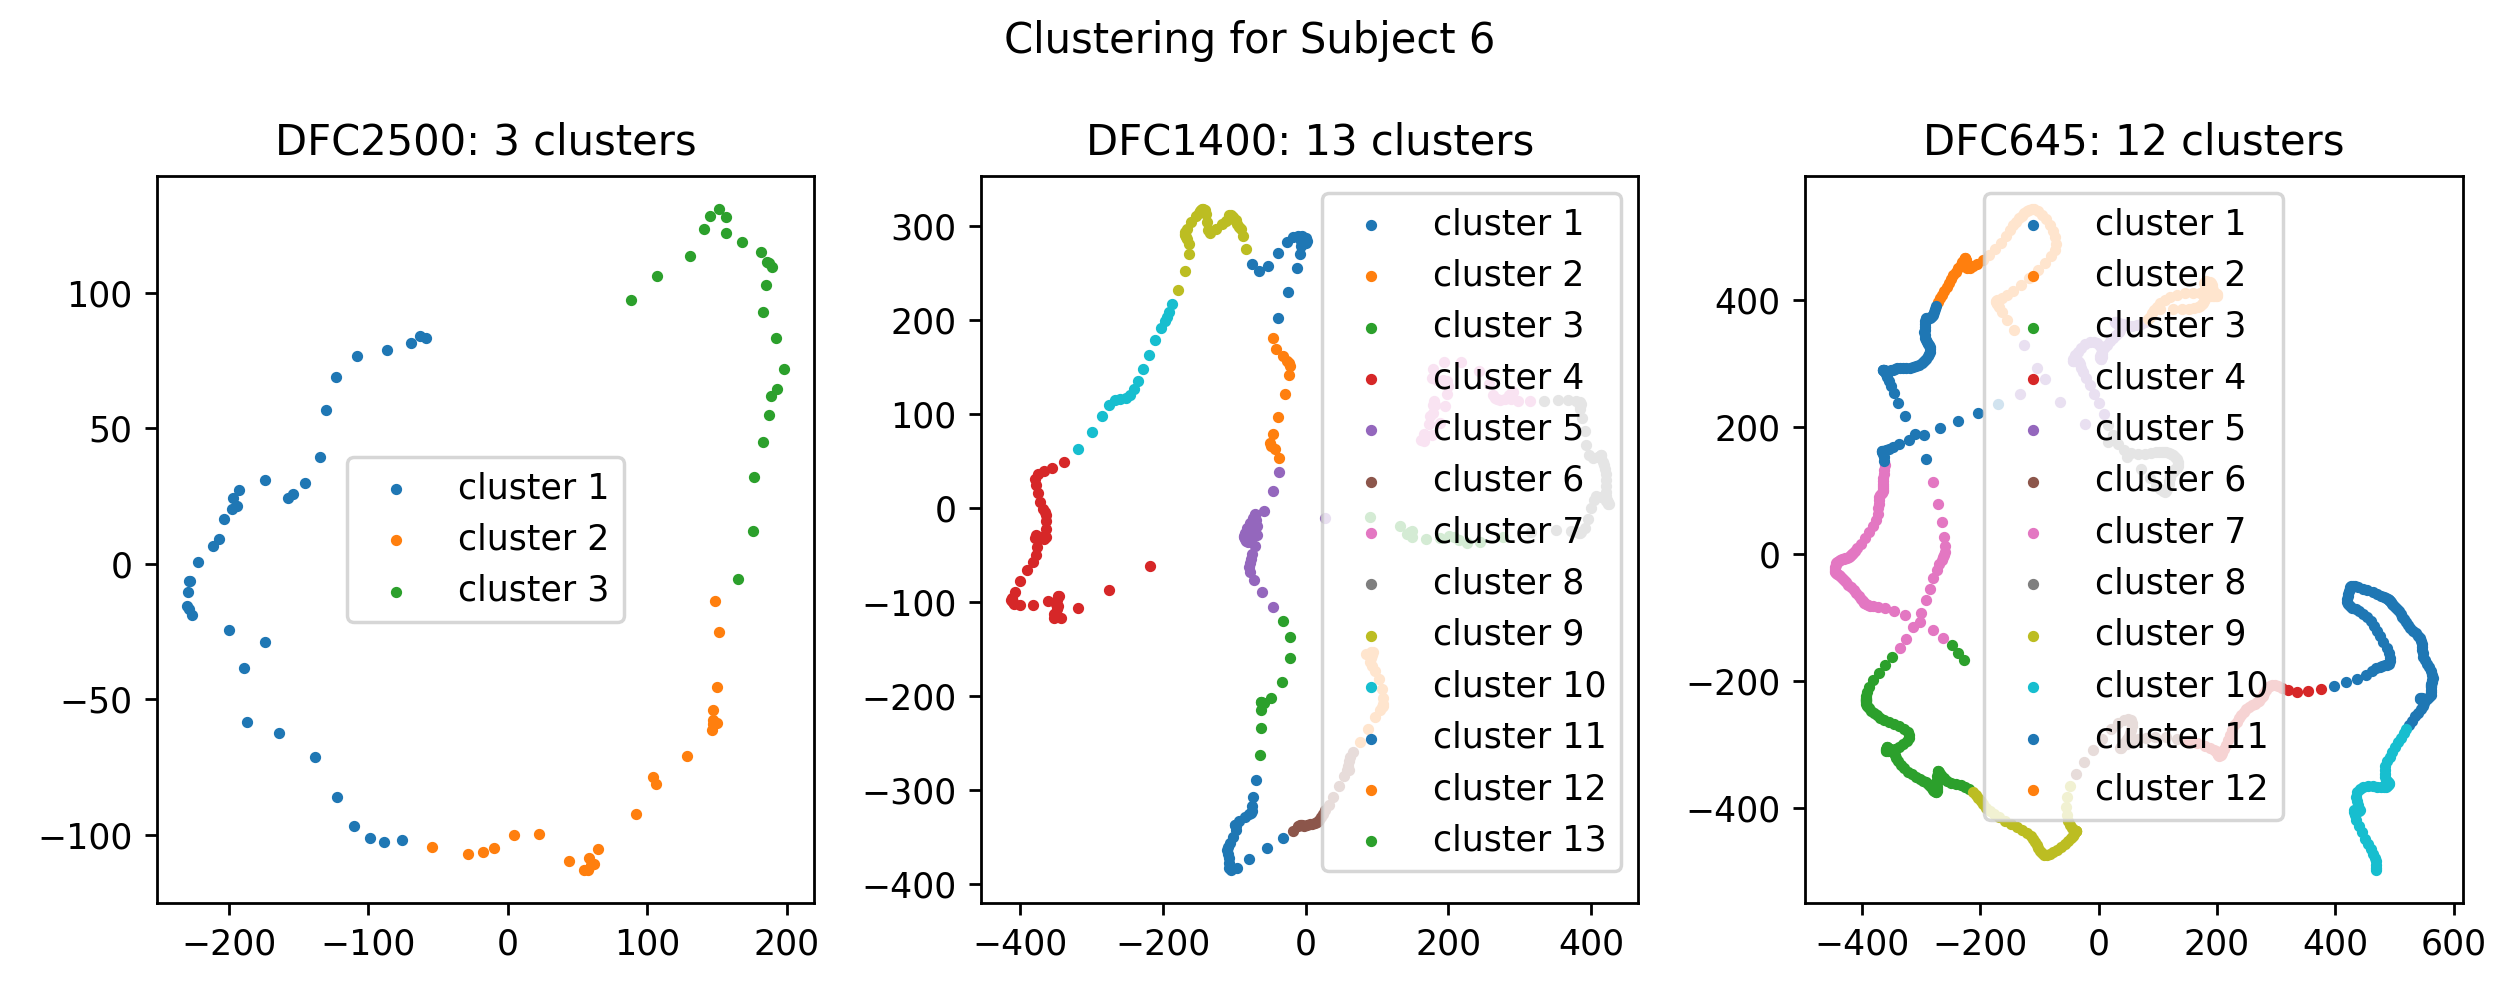 Clustering for Subject 6
DFC2500: 3 clusters
100
50
0
−50
−100
−200 −100 0 100 200
cluster 1
cluster 2
cluster 3
DFC1400: 13 clusters
300
200
100
0
−100
−200
−300
−400
−400 −200 0 200 400
cluster 1
cluster 2
cluster 3
cluster 4
cluster 5
cluster 6
cluster 7
cluster 8
cluster 9
cluster 10
cluster 11
cluster 12
cluster 13
DFC645: 12 clusters
400
200
0
−200
−400
−400 −200 0 200 400 600
cluster 1
cluster 2
cluster 3
cluster 4
cluster 5
cluster 6
cluster 7
cluster 8
cluster 9
cluster 10
cluster 11
cluster 12